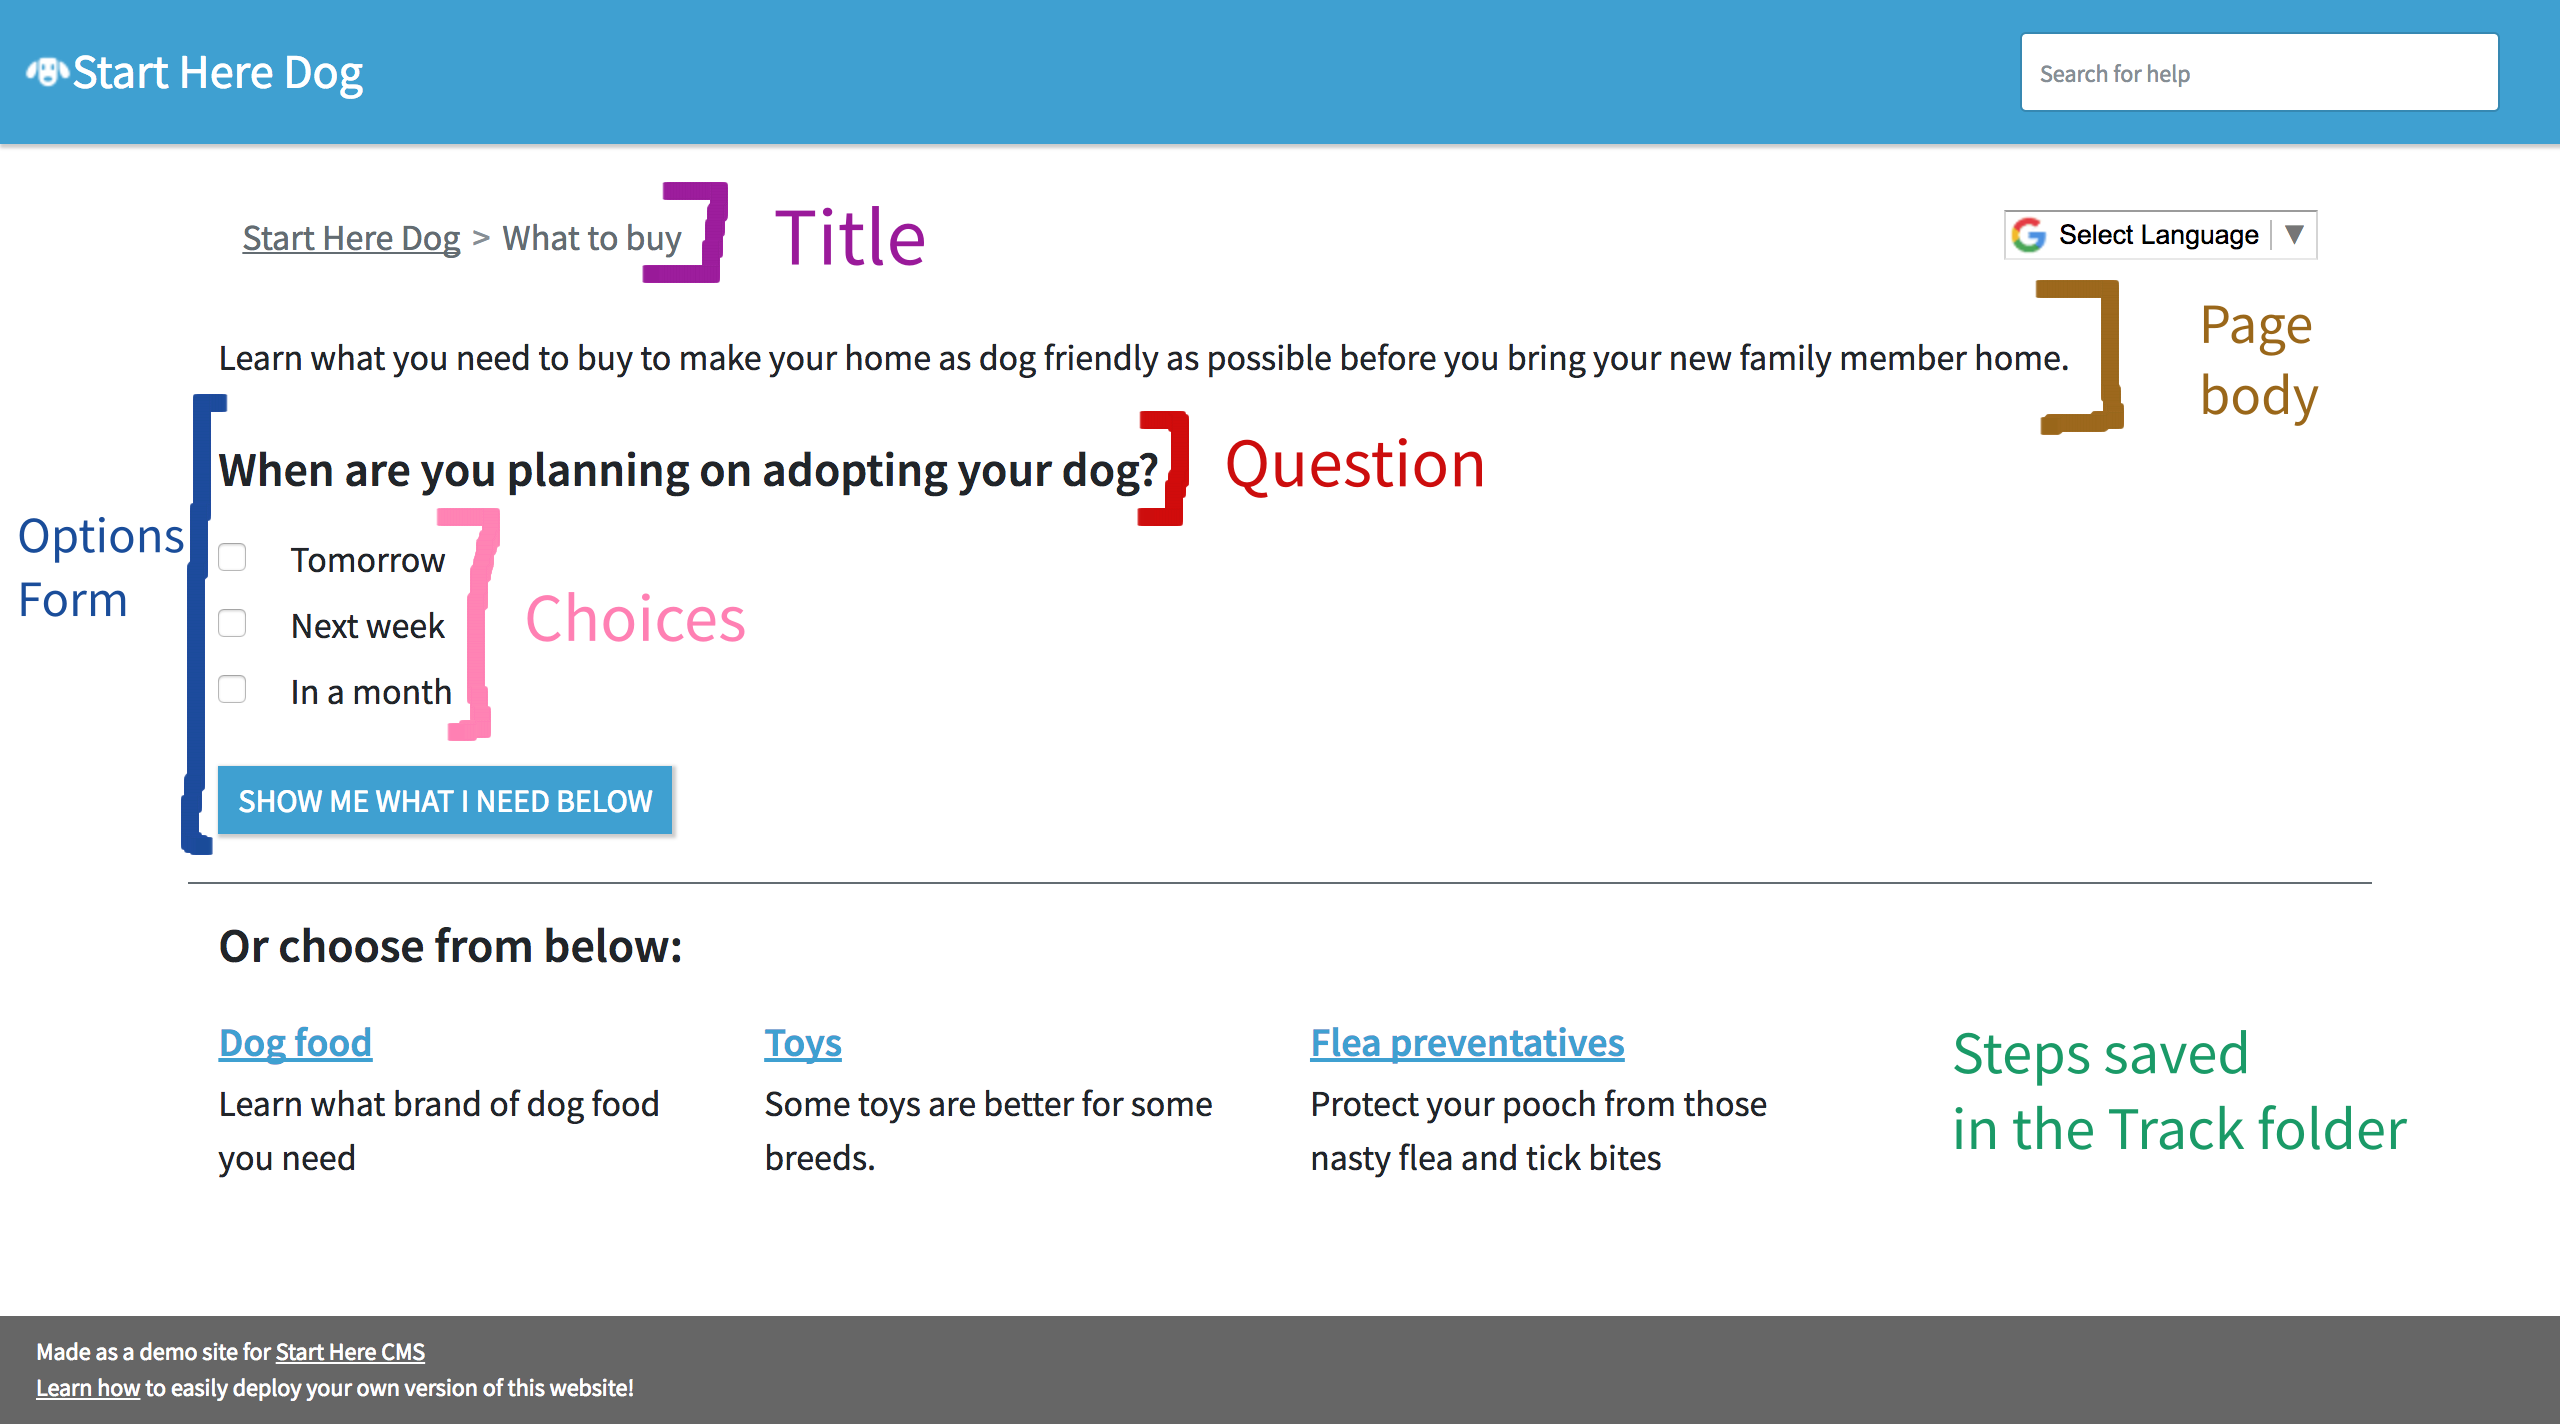 Start Here Dog
Search for help
Start Here Dog > What to buy
Title
Select Language ▼
Page
body
Learn what you need to buy to make your home as dog friendly as possible before you bring your new family member home.
When are you planning on adopting your dog?
Question
Options
Form
Tomorrow
Next week
In a month
Choices
SHOW ME WHAT I NEED BELOW
Or choose from below:
Dog food
Learn what brand of dog food
you need
Toys
Some toys are better for some
breeds.
Flea preventatives
Protect your pooch from those
nasty flea and tick bites
Steps saved
in the Track folder
Made as a demo site for Start Here CMS
Learn how to easily deploy your own version of this website!